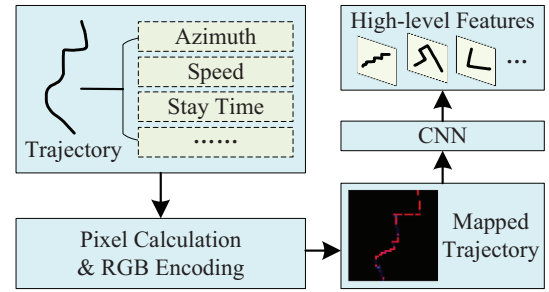 Azimuth
Speed
Stay Time
......
Trajectory
Pixel Calculation
& RGB Encoding
Mapped
Trajectory
CNN
High-level Features
...